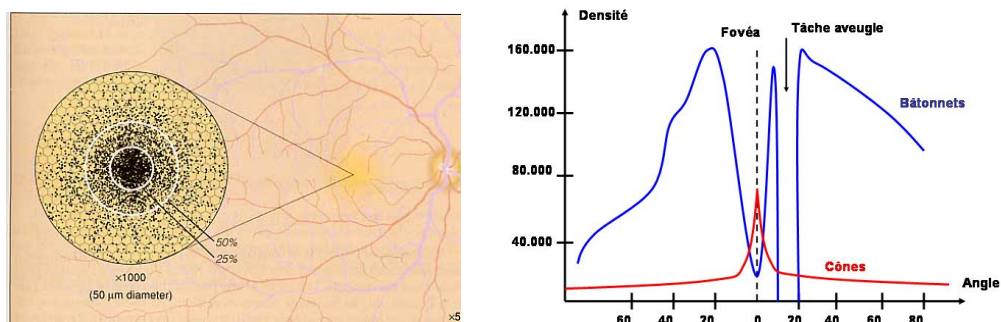 50%
25%
×1000
(50 µm diameter)
×5
Densité
Fovéa
Tâche aveugle
160.000
Bâtonnets
120.000
80.000
40.000
Cônes
Angle
60 40 20 0 20 40 60 80